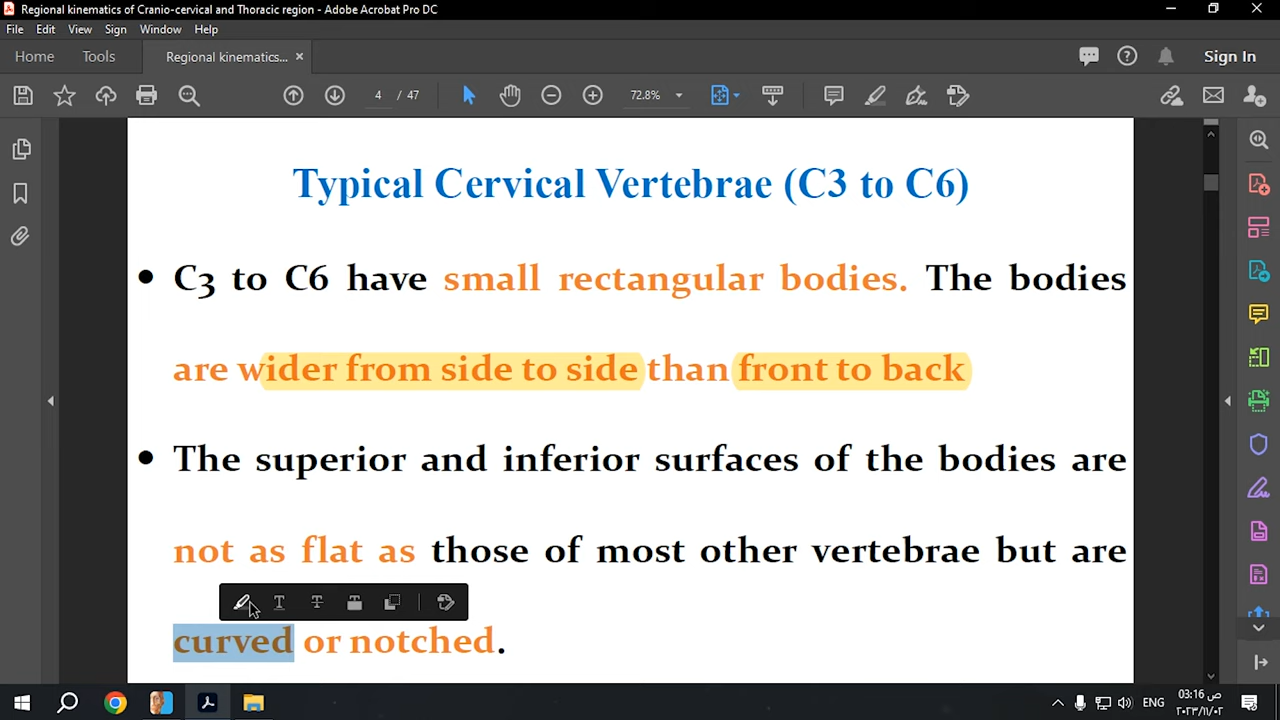 Regional kinematics of Cranio-cervical and Thoracic region - Adobe Acrobat Pro DC
File Edit View Sign Window Help
Home Tools Regional kinematics... × Sign In
4 / 47 72.8%
Typical Cervical Vertebrae (C3 to C6)
• C3 to C6 have small rectangular bodies. The bodies
are wider from side to side than front to back
• The superior and inferior surfaces of the bodies are
not as flat as those of most other vertebrae but are
curved or notched.
ENG 03:16 ص
٢٠٢٣/١١/٠٢